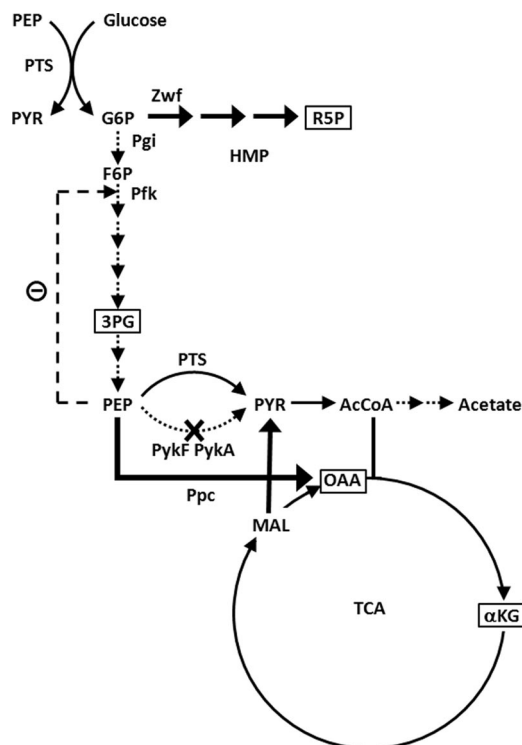 PEP Glucose
PTS
PYR G6P Zwf R5P
Pgi HMP
F6P
Pfk
⊖
3PG
PTS
PEP PYR AcCoA Acetate
PykF PykA
Ppc OAA
MAL
TCA αKG